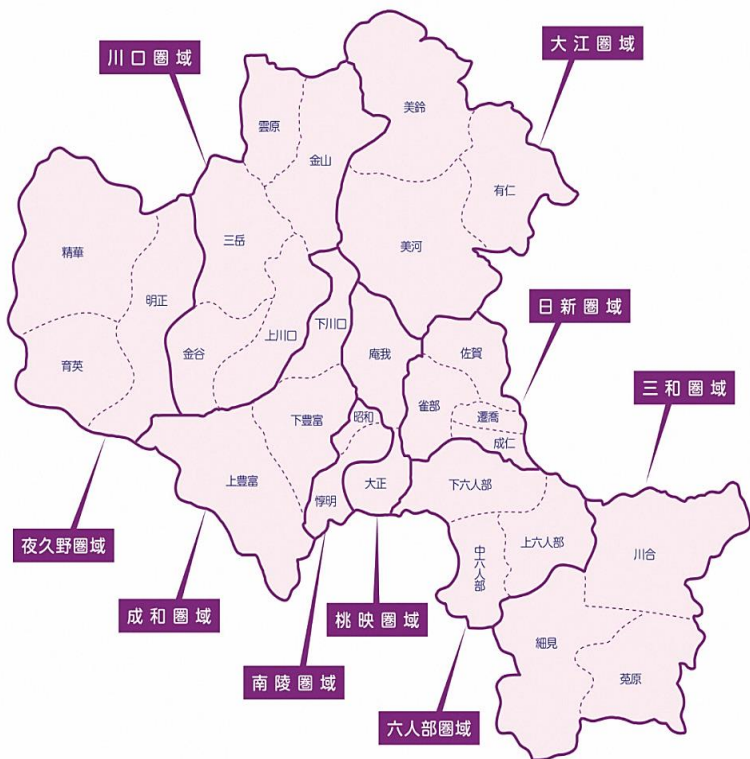 川口圏域
大江圏域
美鈴
雲原
金山
有仁
三岳
美河
精華
明正
日新圏域
上川口
下川口
金谷
庵我
佐賀
育英
三和圏域
雀部
遷喬
下豊富
昭和
成仁
上豊富
惇明
大正
下六人部
上六人部
川合
夜久野圏域
中六人部
成和圏域
桃映圏域
細見
南陵圏域
菟原
六人部圏域